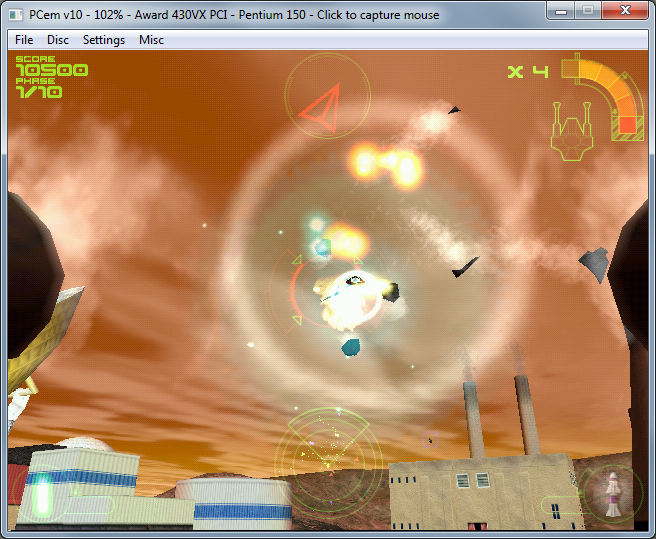 PCem v10 - 102% - Award 430VX PCI - Pentium 150 - Click to capture mouse
File Disc Settings Misc
SCORE
10500
PHASE
1/10
x 4